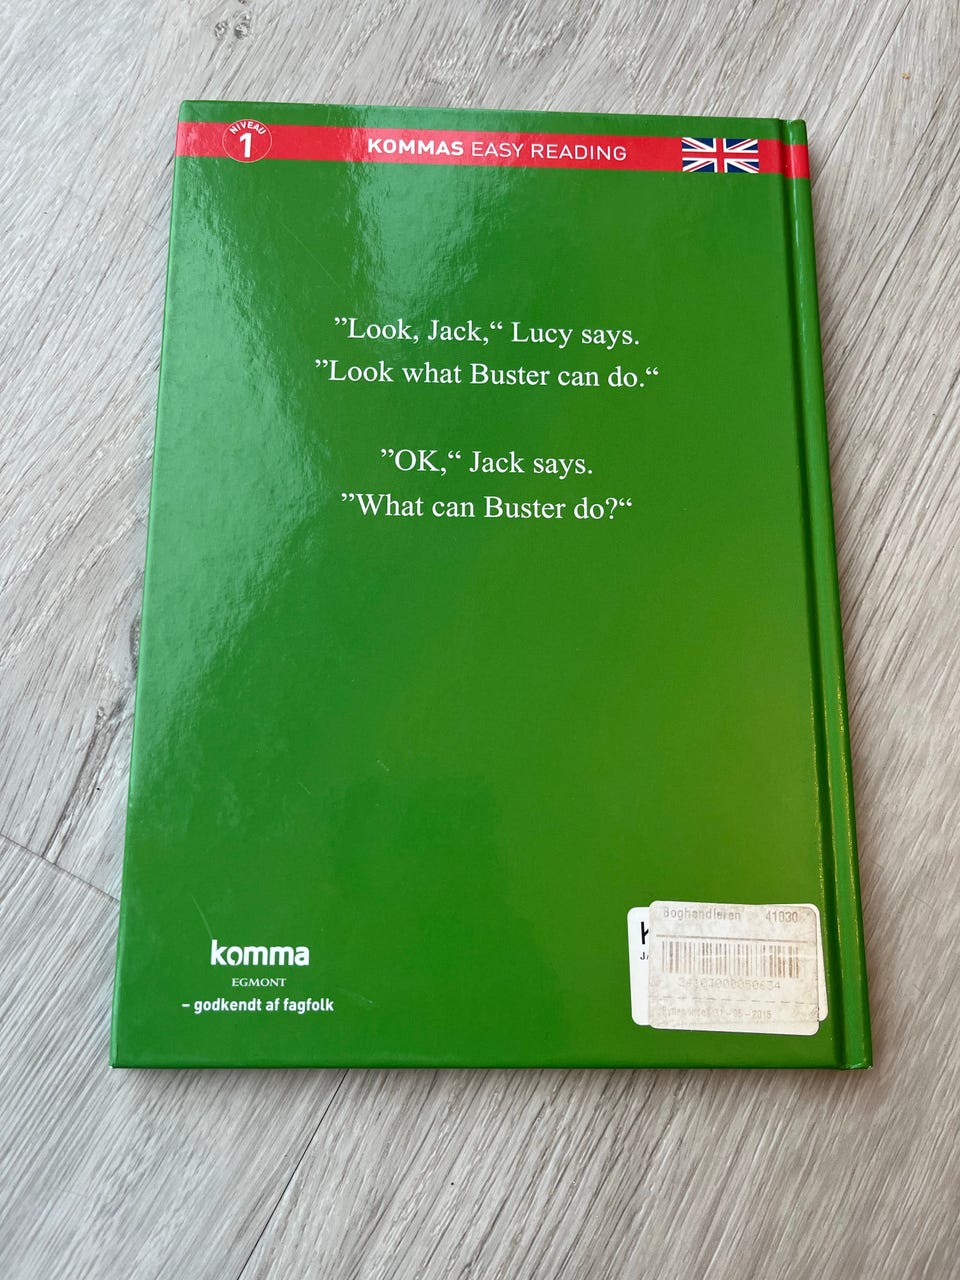 NIVEAU
1
KOMMAS EASY READING
”Look, Jack,“ Lucy says.
”Look what Buster can do.“
”OK,“ Jack says.
”What can Buster do?“
komma
EGMONT
– godkendt af fagfolk
Boghandleren 41030